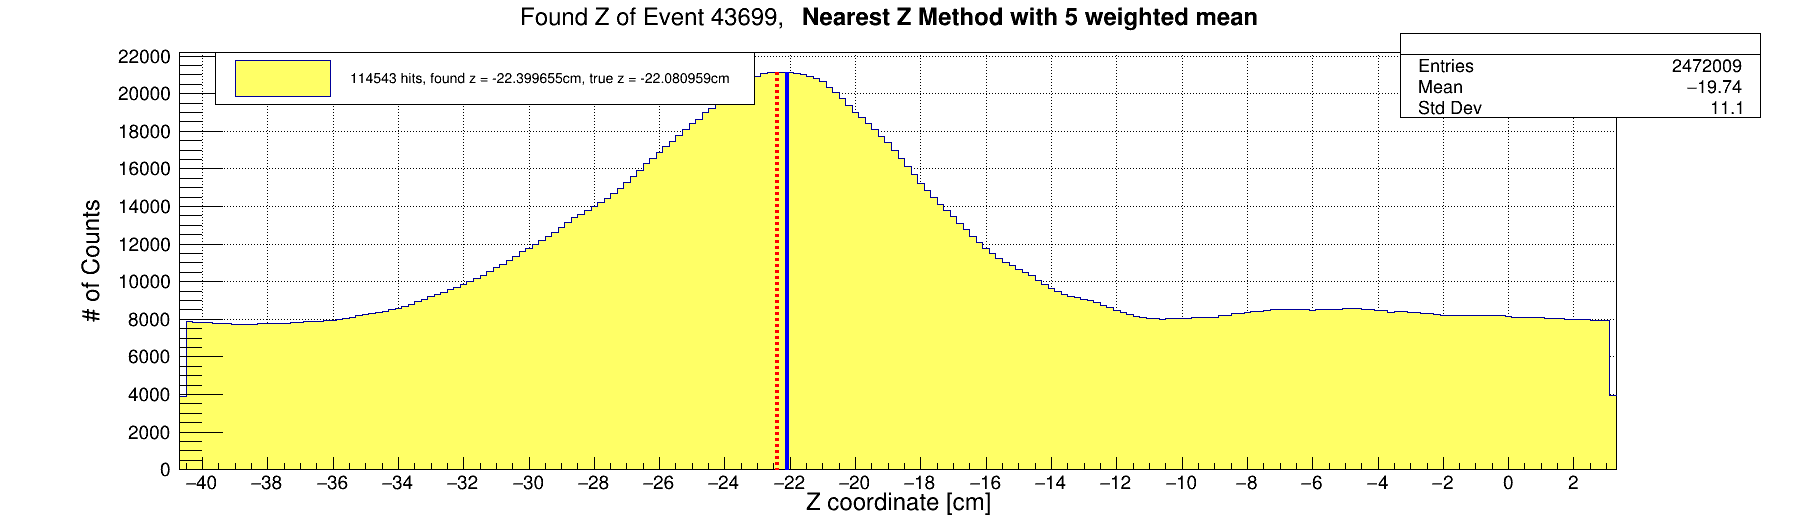 Found Z of Event 43699, Nearest Z Method with 5 weighted mean
114543 hits, found z = -22.399655cm, true z = -22.080959cm
Entries 2472009
Mean −19.74
Std Dev 11.1
22000
20000
18000
16000
14000
12000
10000
8000
6000
4000
2000
0
# of Counts
−40 −38 −36 −34 −32 −30 −28 −26 −24 −22 −20 −18 −16 −14 −12 −10 −8 −6 −4 −2 0 2
Z coordinate [cm]